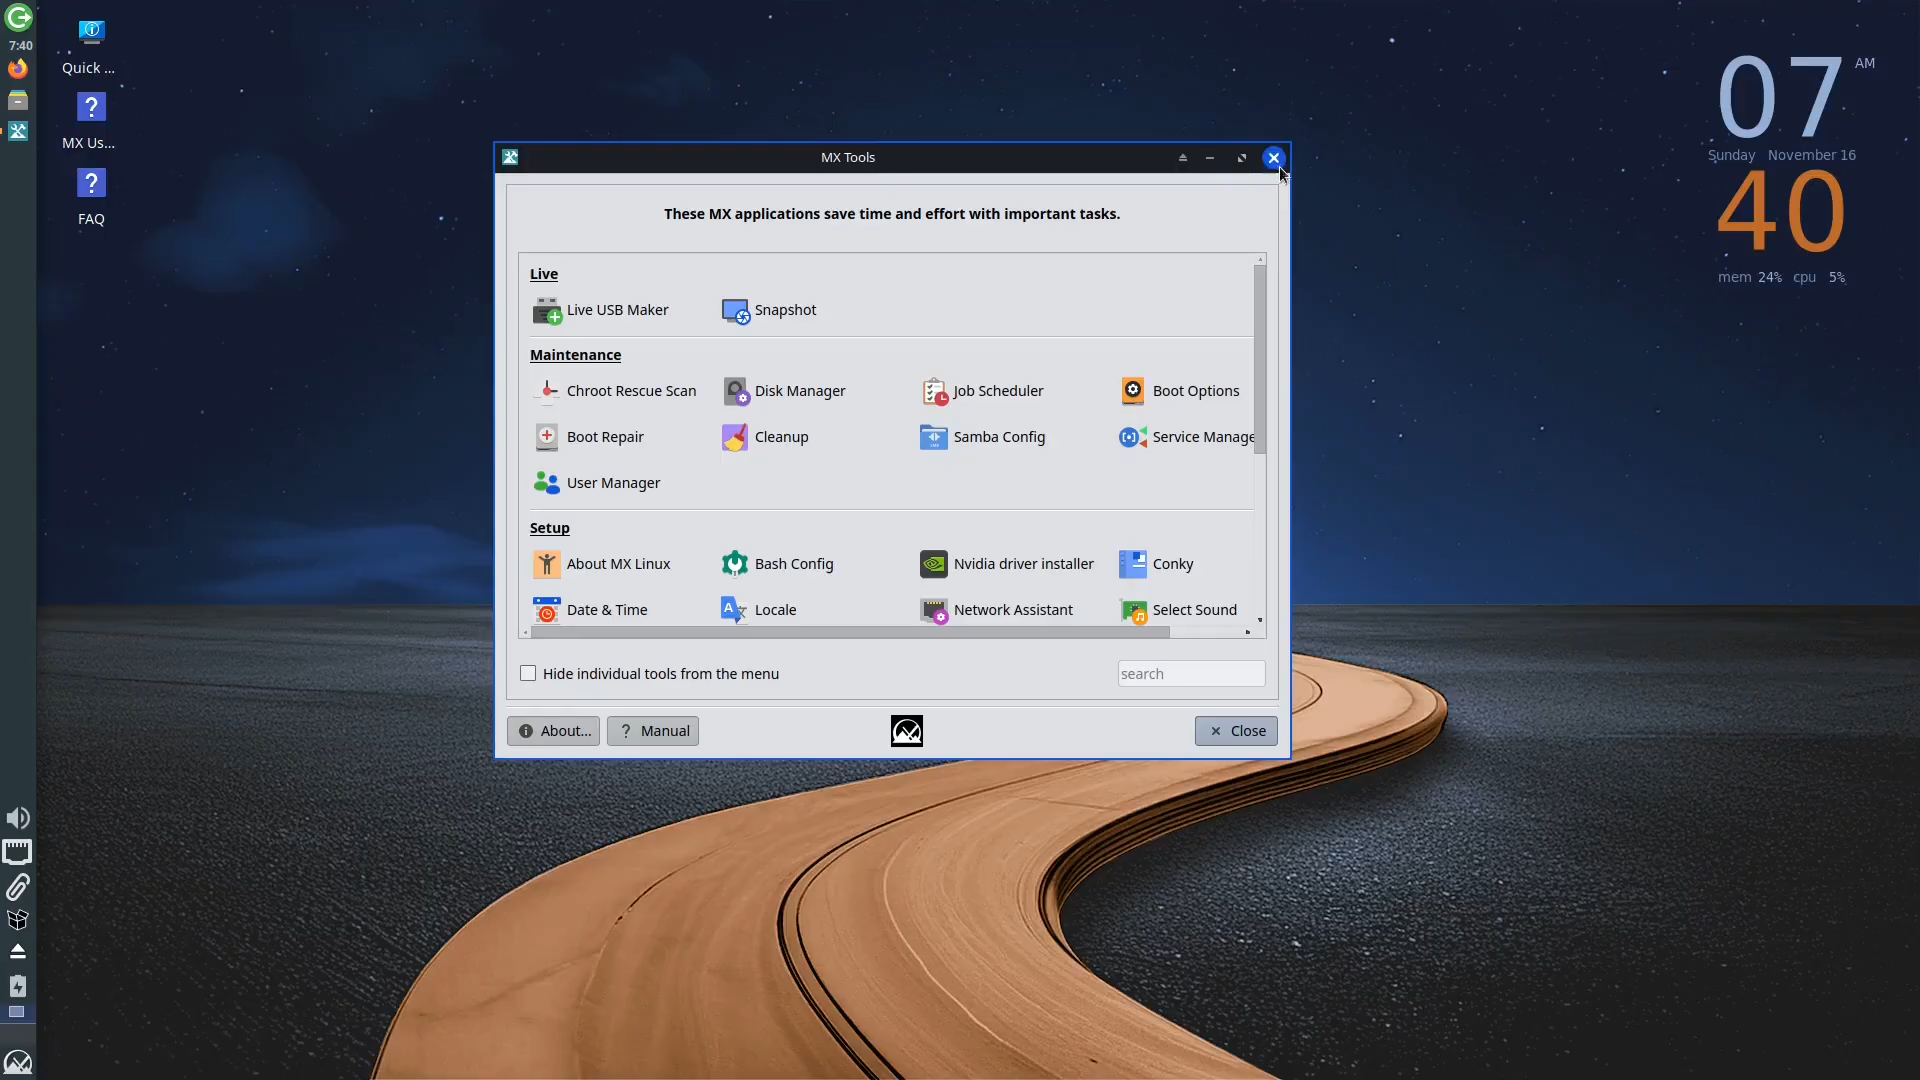 7:40
Quick ...
MX Us...
FAQ
MX Tools
These MX applications save time and effort with important tasks.
Live
Live USB Maker
Snapshot
Maintenance
Chroot Rescue Scan
Disk Manager
Job Scheduler
Boot Options
Boot Repair
Cleanup
Samba Config
Service Manage
User Manager
Setup
About MX Linux
Bash Config
Nvidia driver installer
Conky
Date & Time
Locale
Network Assistant
Select Sound
Hide individual tools from the menu
search
About...
? Manual
Close
07 AM
Sunday November 16
40
mem 24% cpu 5%